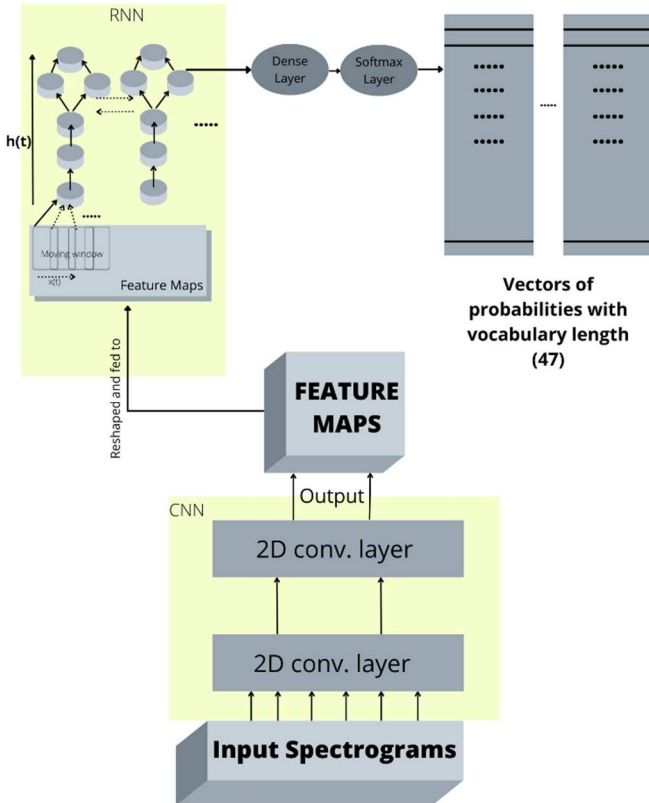 RNN
h(t)
Moving window
x(t)
Feature Maps
Dense
Layer
Softmax
Layer
Vectors of
probabilities with
vocabulary length
(47)
Reshaped and fed to
FEATURE
MAPS
Output
CNN
2D conv. layer
2D conv. layer
Input Spectrograms